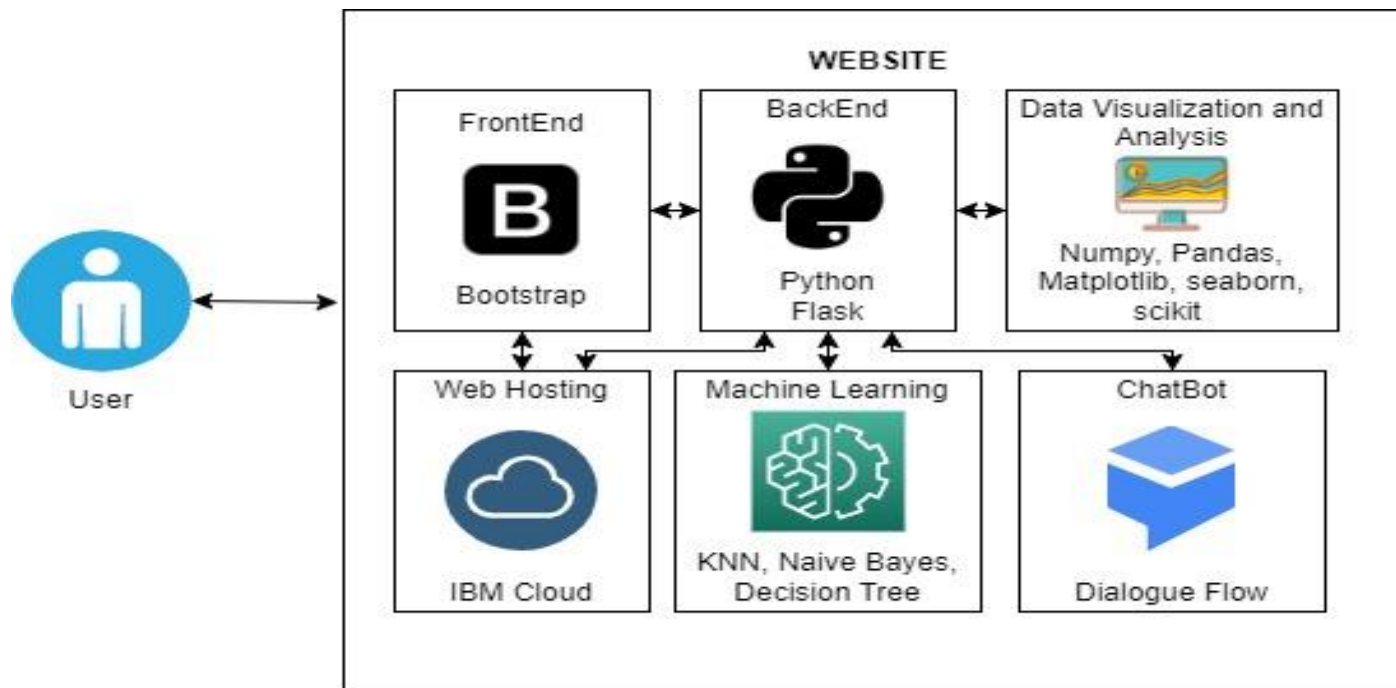 WEBSITE
FrontEnd
B
Bootstrap
BackEnd
Python
Flask
Data Visualization and
Analysis
Numpy, Pandas,
Matplotlib, seaborn,
scikit
User
Web Hosting
IBM Cloud
Machine Learning
KNN, Naive Bayes,
Decision Tree
ChatBot
Dialogue Flow